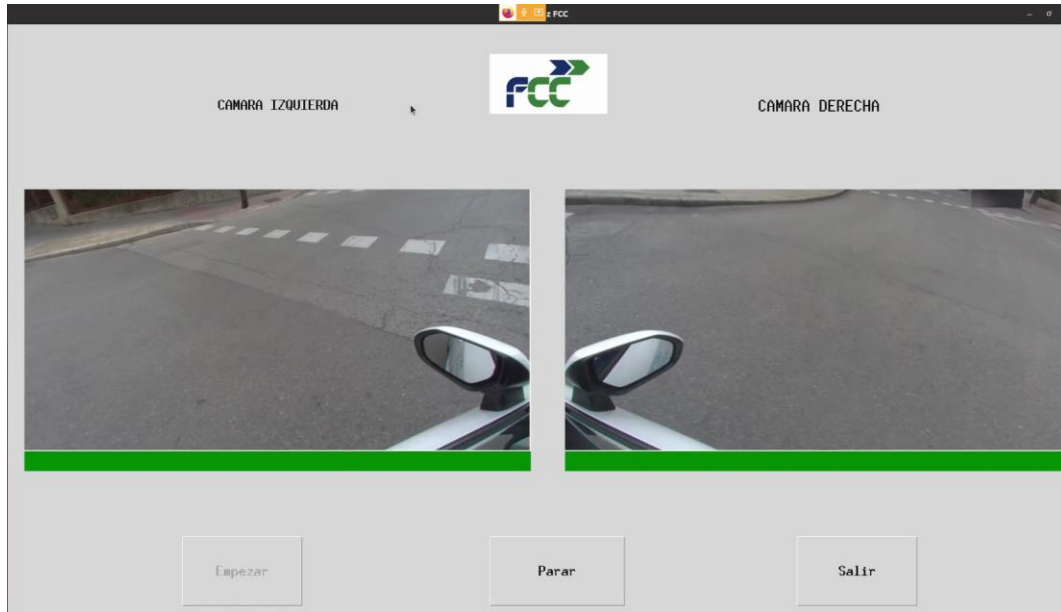 z FCC
FCC
CAMARA IZQUIERDA
CAMARA DERECHA
Empezar
Parar
Salir